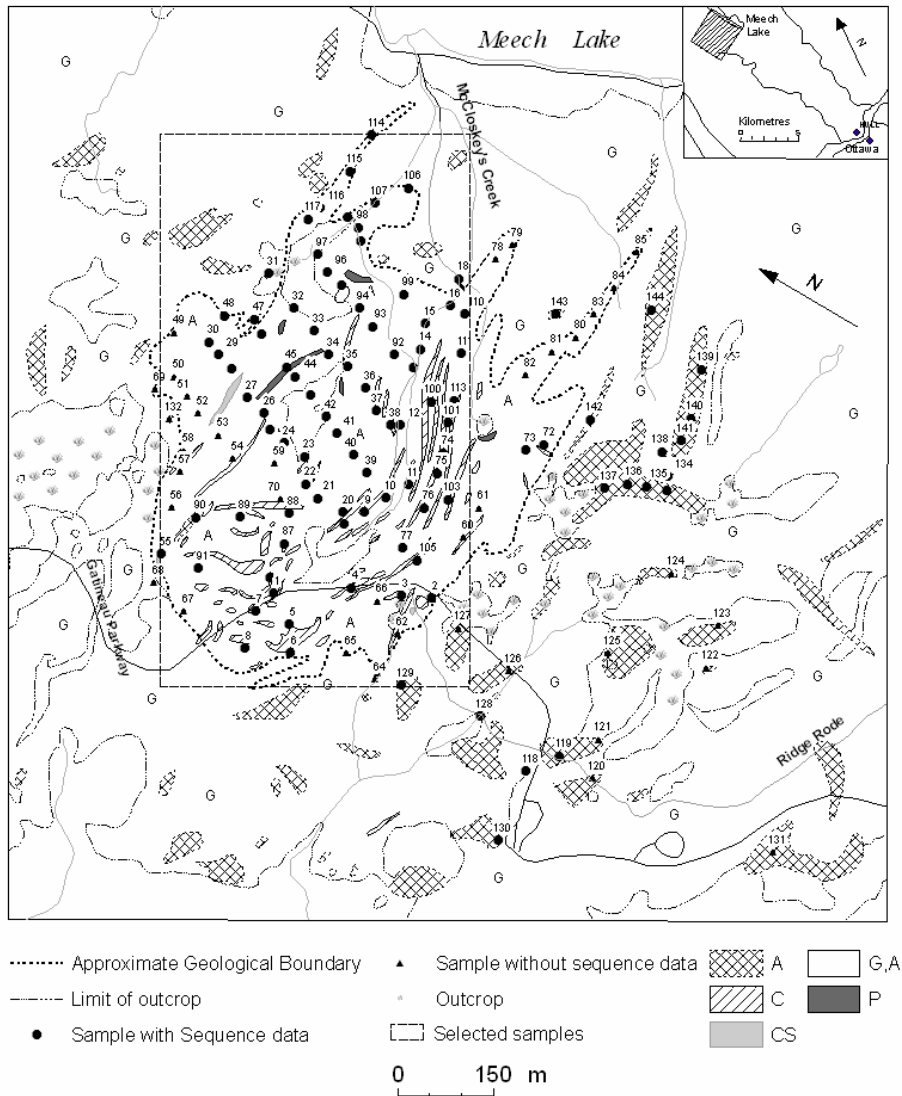 Meech Lake
Meech
Lake
N
Kilometres
0 5
HULL
Ottawa
McCloskey's Creek
G
G
G
G
114
115
106
107
116
117
98
G
97
31
96
G
79
78
85
18
84
N
48
47
32
99
16
10
143
83
144
A
49
30
29
33
94
93
15
G
80
G
50
34
92
14
11
81
82
139
G
45
44
35
69
51
27
36
100
113
132
52
26
42
37
38
12
101
A
142
140
G
58
53
24
41
A
74
73
72
138
141
57
54
59
23
40
39
75
137
136
135
134
56
70
22
21
11
76
103
61
90
89
88
20
9
10
60
G
55
A
87
77
91
105
G
68
1
4
3
2
124
Gatineau Parkway
67
7
5
66
127
123
G
A
62
8
6
65
125
122
64
129
126
G
G
G
128
121
Ridge Rode
119
G
118
120
G
130
131
G
Approximate Geological Boundary
Sample without sequence data
A
G,A
Limit of outcrop
Outcrop
C
P
Sample with Sequence data
Selected samples
CS
0 150 m